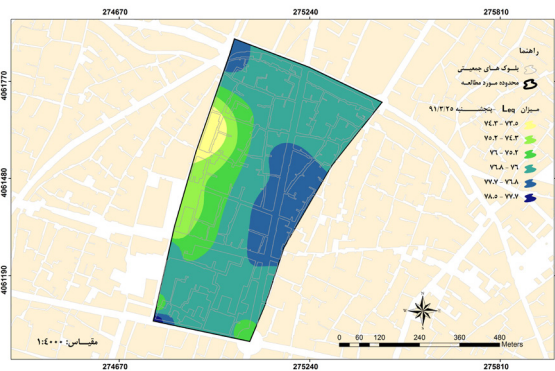 274670 275240 275810
4061770
4061480
4061190
راهنما
بلوک های جمعیتی
محدوده مورد مطالعه
میزان Leq -پنجشنبه ۹۱/۳/۲۵
۷۴.۳ - ۷۳.۵
۷۵.۲ - ۷۴.۳
۷۶ - ۷۵.۲
۷۶.۸ - ۷۶
۷۷.۷ - ۷۶.۸
۷۸.۵ - ۷۷.۷
N
0 60 120 240 360 480
Meters
مقیاس: ۱:۴۰۰۰
274670 275240 275810